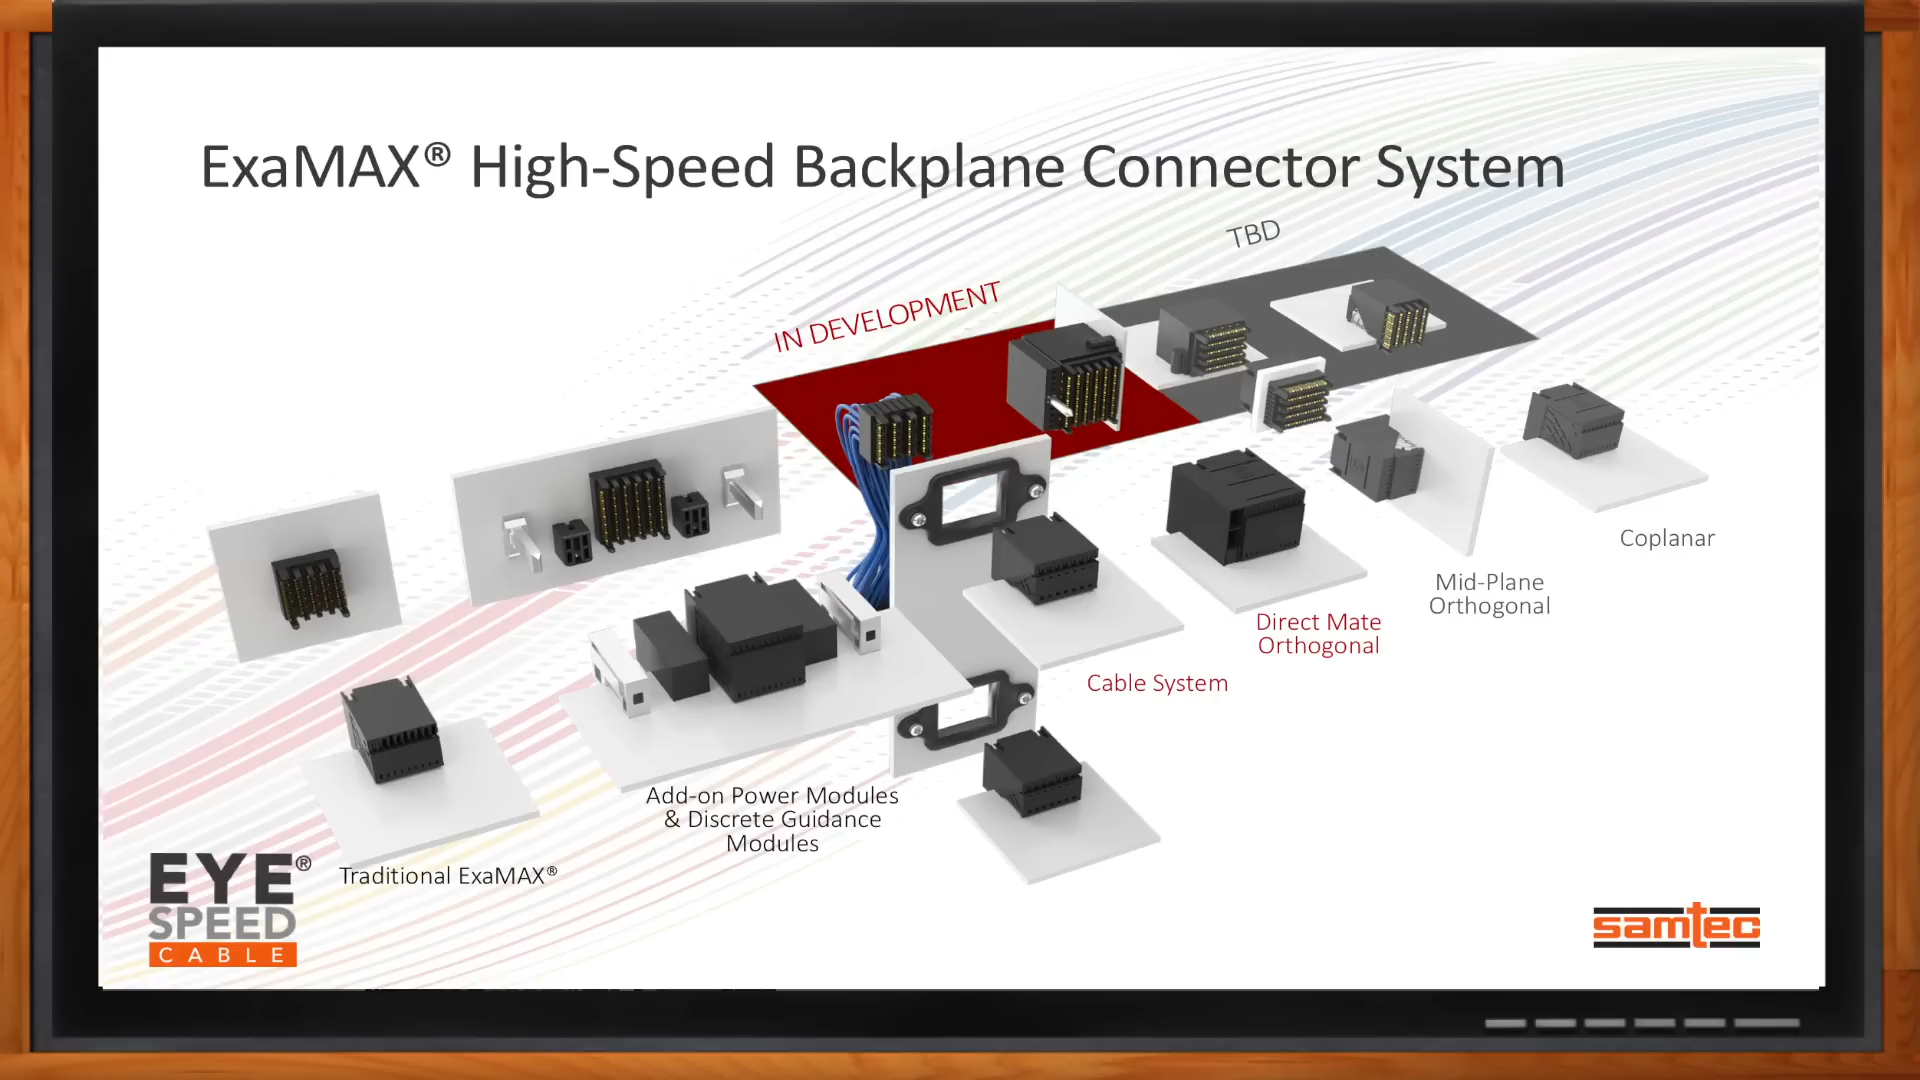 ExaMAX® High-Speed Backplane Connector System
TBD
IN DEVELOPMENT
Coplanar
Mid-Plane
Orthogonal
Direct Mate
Orthogonal
Cable System
Add-on Power Modules
& Discrete Guidance
Modules
Traditional ExaMAX®
EYE®
SPEED
CABLE
samtec